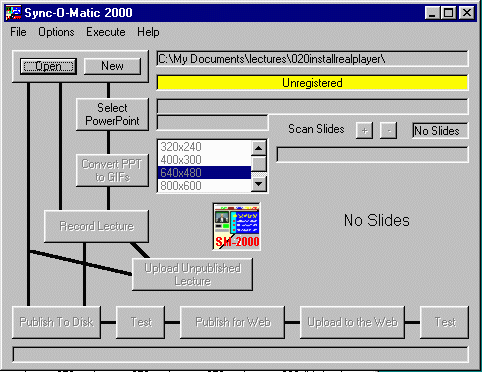 Sync-O-Matic 2000
File Options Execute Help
Open New C:\My Documents\lectures\020installrealplayer\
Unregistered
Select
PowerPoint
Scan Slides + - No Slides
Convert PPT
to GIFs
320x240
400x300
640x480
800x600
Record Lecture
SM-2000
No Slides
Upload Unpublished
Lecture
Publish To Disk Test Publish for Web Upload to the Web Test